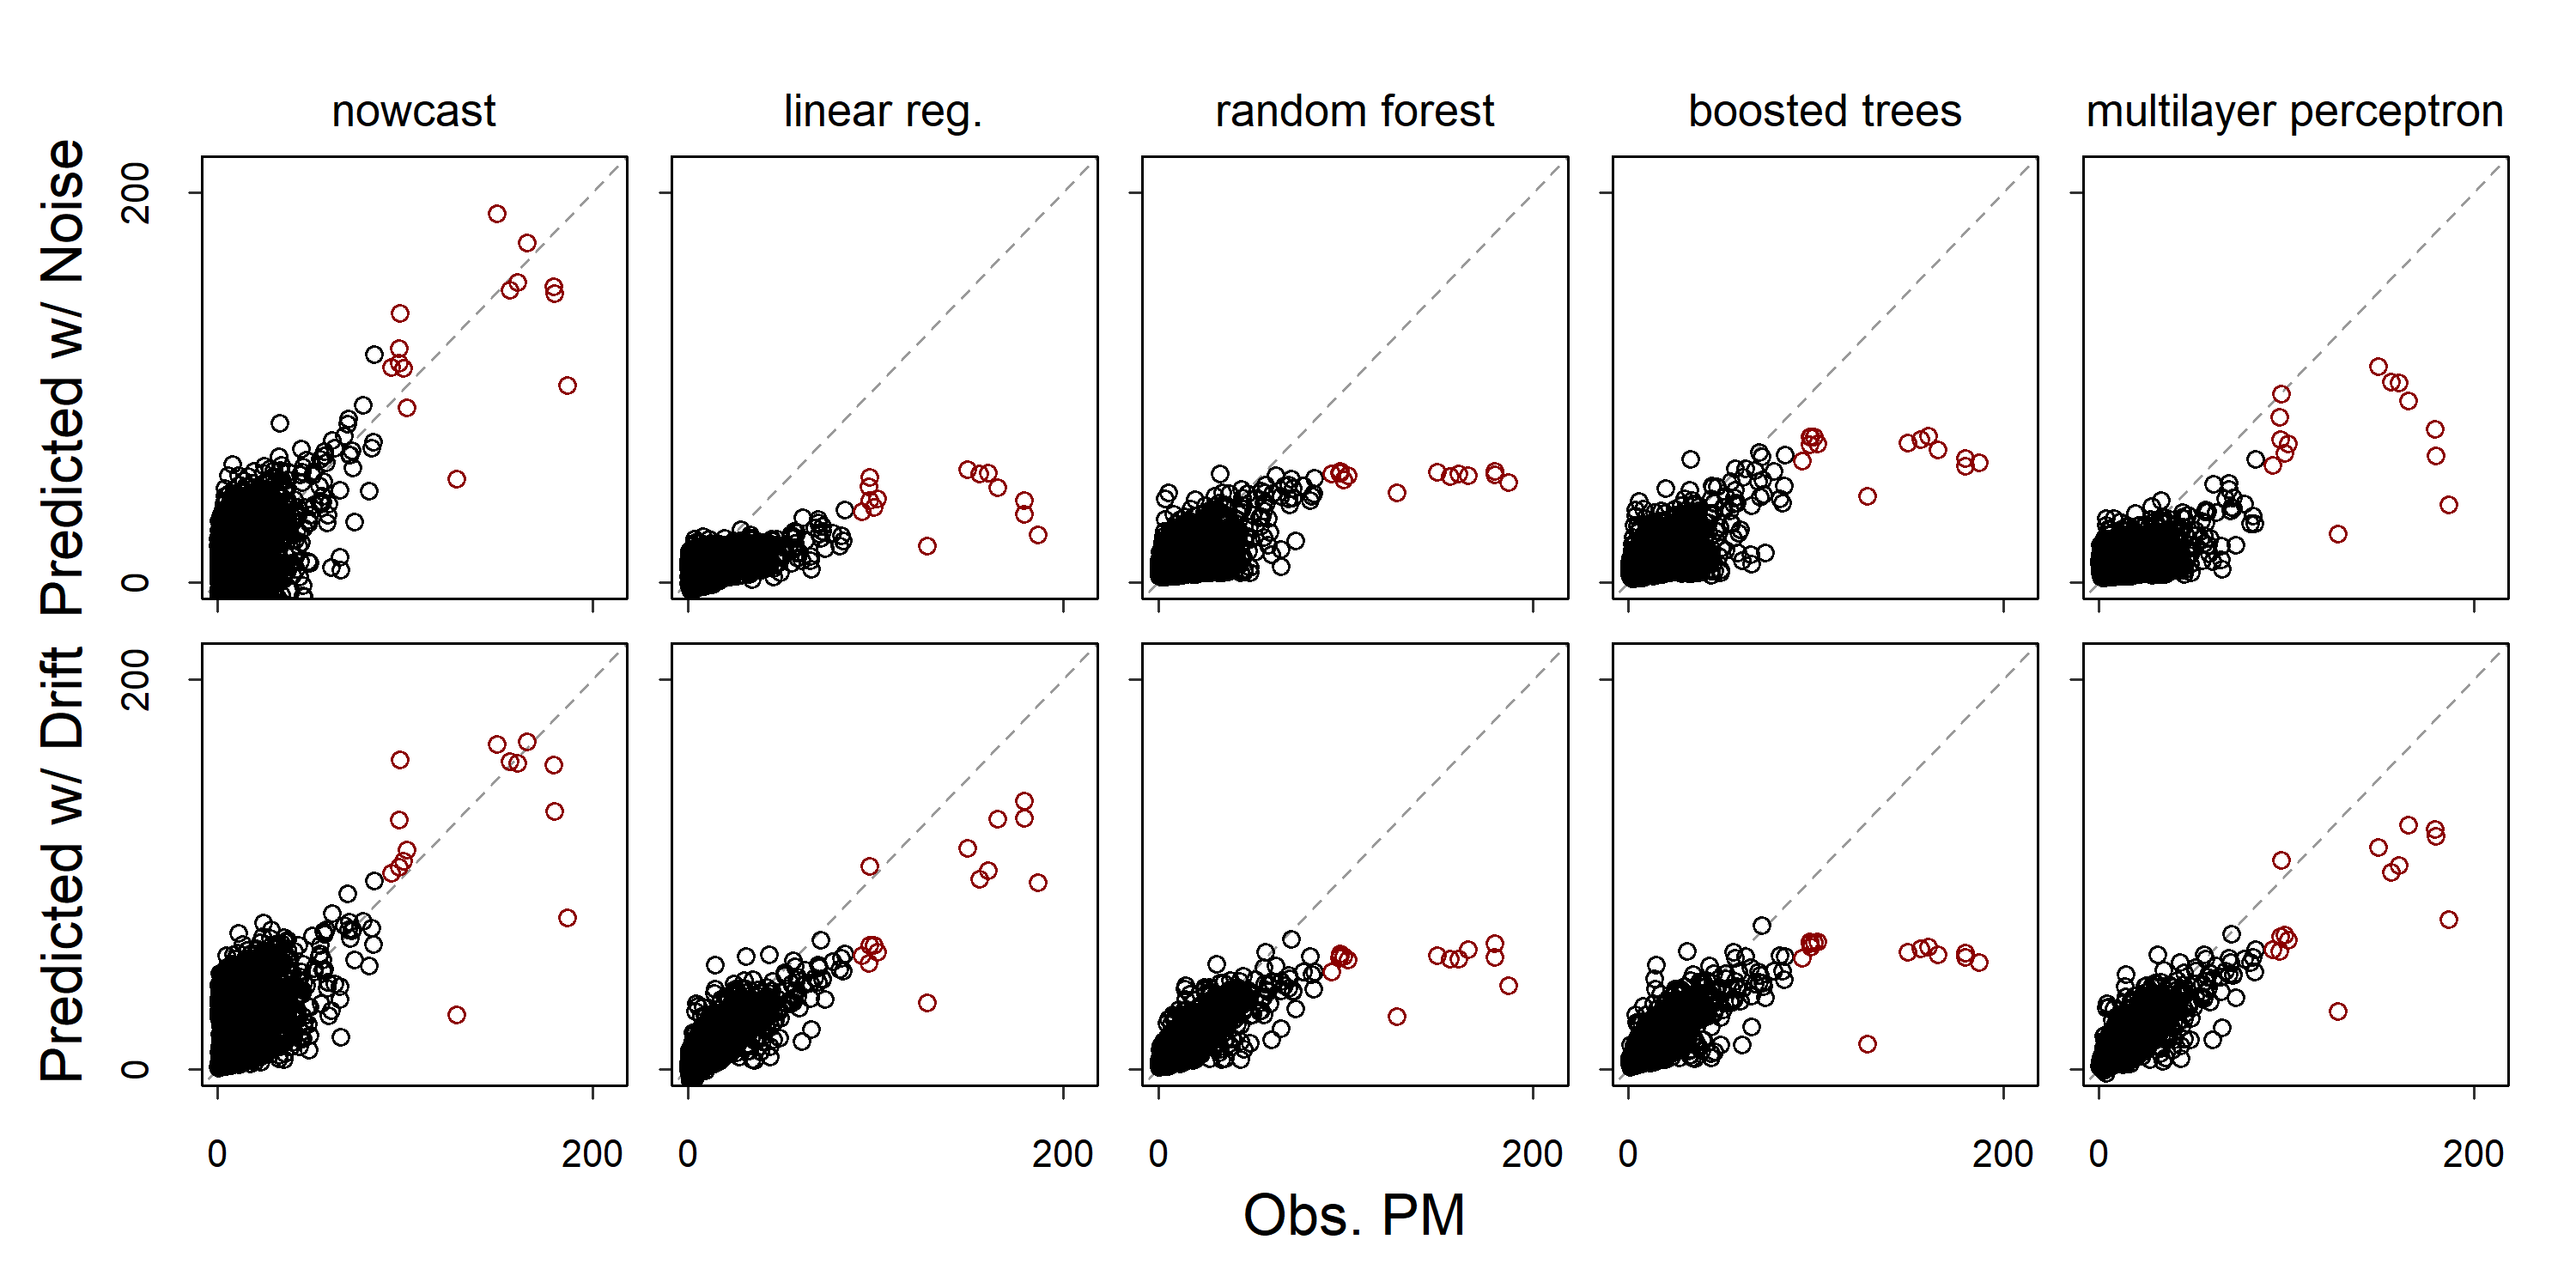 nowcast
linear reg.
random forest
boosted trees
multilayer perceptron
Predicted w/ Noise
200
0
Predicted w/ Drift
200
0
0
200
0
200
0
200
0
200
0
200
Obs. PM